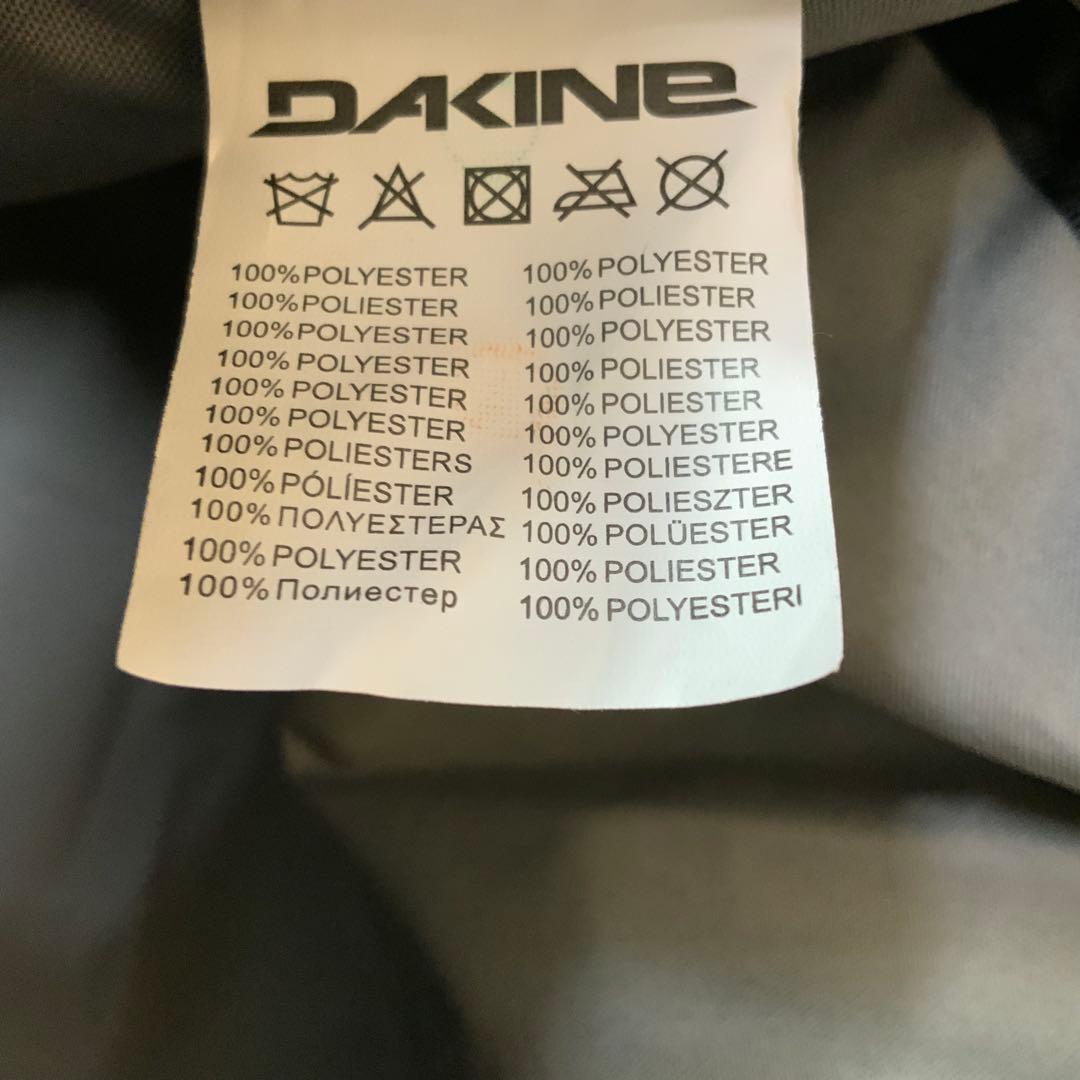 DAKINE
100% POLYESTER
100% POLIESTER
100% POLYESTER
100% POLYESTER
100% POLYESTER
100% POLYESTER
100% POLIESTERS
100% PÓLÍESTER
100% ΠΟΛΥΕΣΤΕΡΑΣ
100% POLYESTER
100% Полиестер
100% POLYESTER
100% POLIESTER
100% POLYESTER
100% POLIESTER
100% POLIESTER
100% POLYESTER
100% POLIESTERE
100% POLIESZTER
100% POLÜESTER
100% POLIESTER
100% POLYESTERI